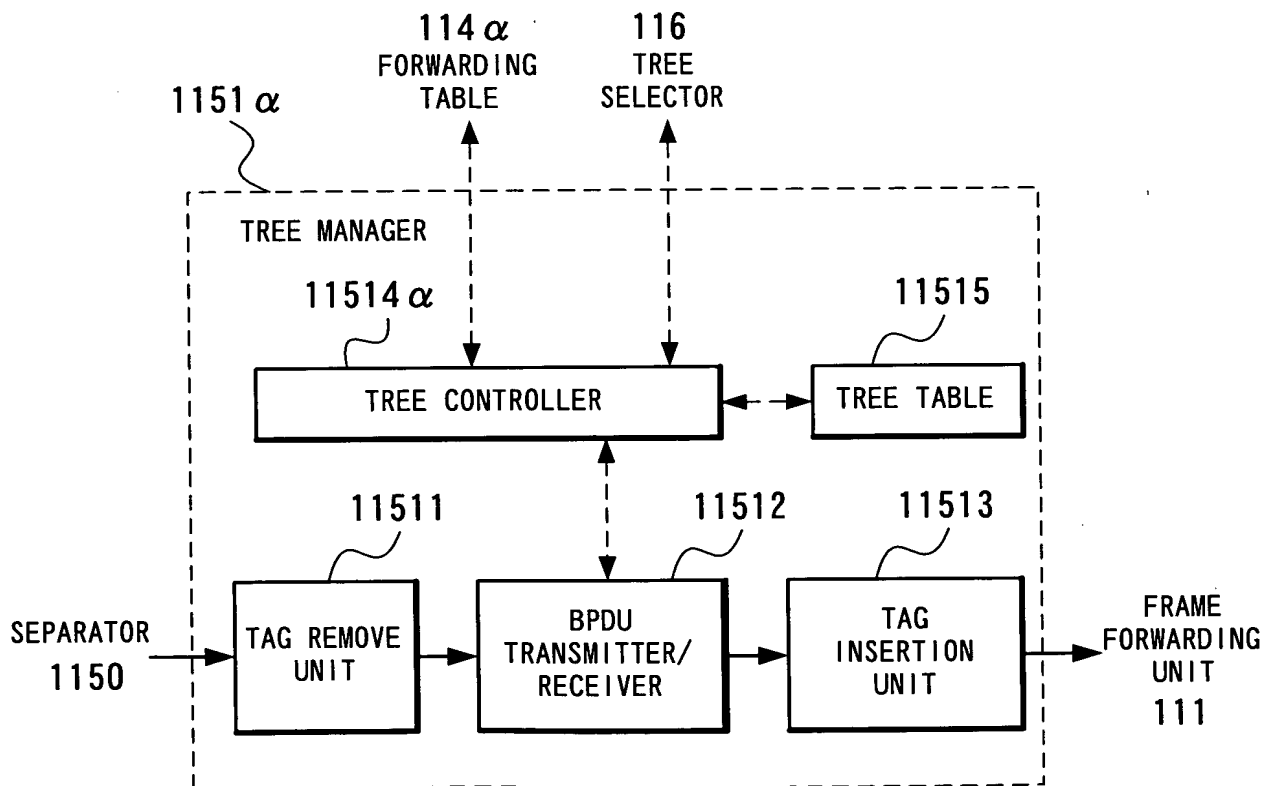 114α
FORWARDING
TABLE
116
TREE
SELECTOR
1151α
TREE MANAGER
11514α
11515
TREE CONTROLLER
TREE TABLE
11511
11512
11513
SEPARATOR
1150
TAG REMOVE
UNIT
BPDU
TRANSMITTER/
RECEIVER
TAG
INSERTION
UNIT
FRAME
FORWARDING
UNIT
111